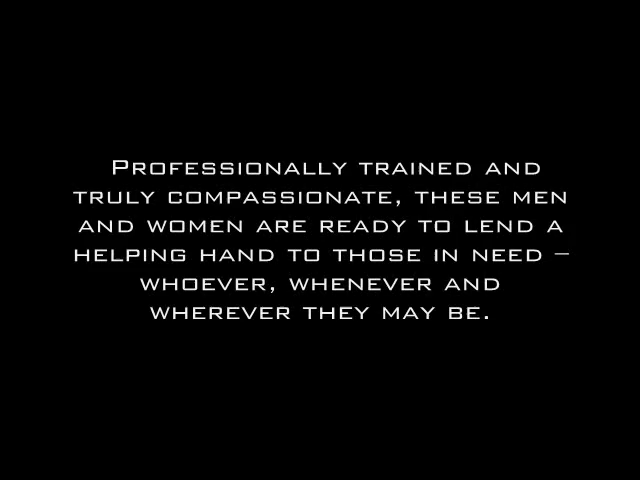 Professionally trained and
truly compassionate, these men
and women are ready to lend a
helping hand to those in need –
whoever, whenever and
wherever they may be.